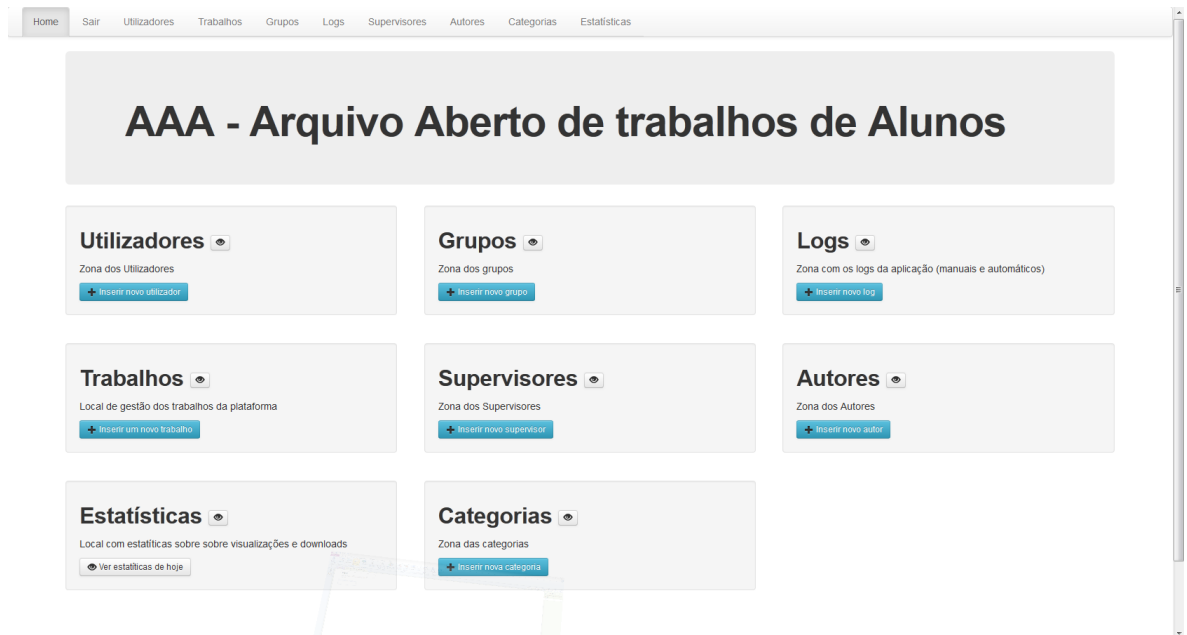 Home Sair Utilizadores Trabalhos Grupos Logs Supervisores Autores Categorias Estatísticas
AAA - Arquivo Aberto de trabalhos de Alunos
Utilizadores
Zona dos Utilizadores
Inserir novo utilizador
Grupos
Zona dos grupos
Inserir novo grupo
Logs
Zona com os logs da aplicação (manuais e automáticos)
Inserir novo log
Trabalhos
Local de gestão dos trabalhos da plataforma
Inserir um novo trabalho
Supervisores
Zona dos Supervisores
Inserir novo supervisor
Autores
Zona dos Autores
Inserir novo autor
Estatísticas
Local com estatíticas sobre sobre visualizações e downloads
Ver estatíticas de hoje
Categorias
Zona das categorias
Inserir nova categoria